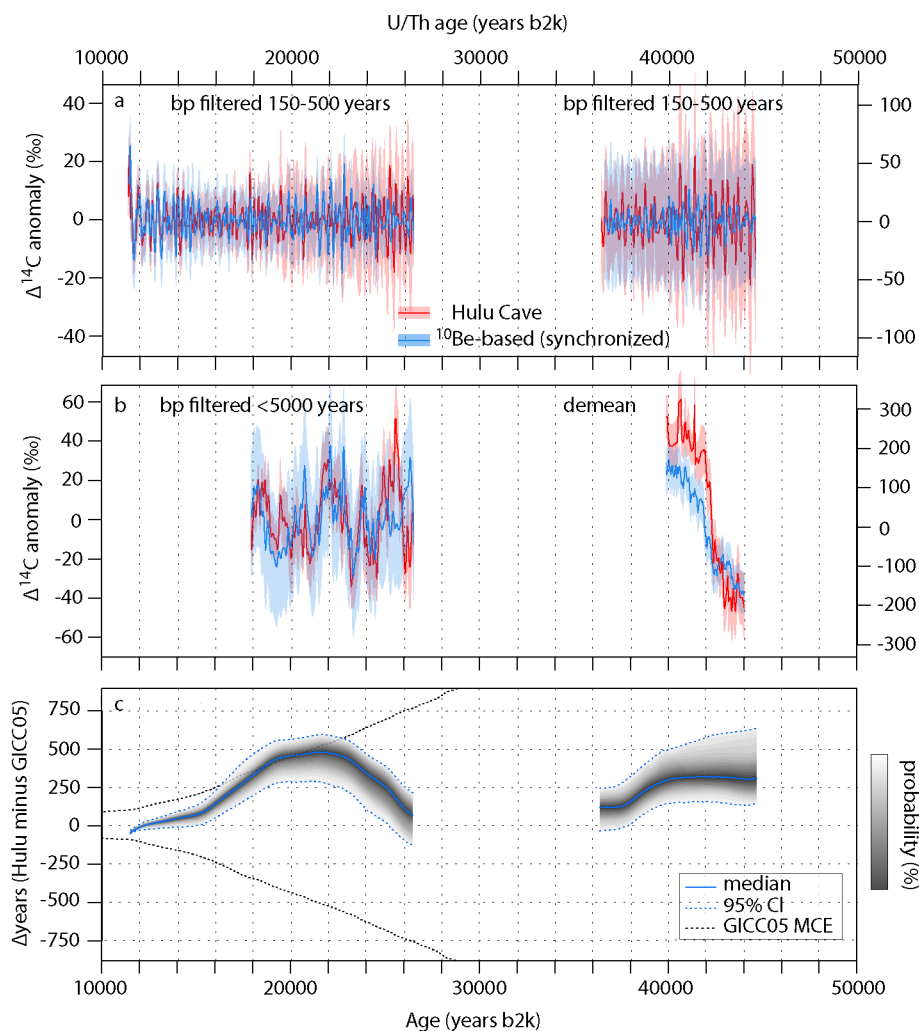 U/Th age (years b2k)
10000 20000 30000 40000 50000
a bp filtered 150-500 years bp filtered 150-500 years
40 20 0 -20 -40
Δ¹⁴C anomaly (‰)
100 50 0 -50 -100
Hulu Cave
¹⁰Be-based (synchronized)
b bp filtered <5000 years demean
60 40 20 0 -20 -40 -60
Δ¹⁴C anomaly (‰)
300 200 100 0 -100 -200 -300
c
750 500 250 0 -250 -500 -750
Δyears (Hulu minus GICC05)
probability (%)
median
95% CI
GICC05 MCE
10000 20000 30000 40000 50000
Age (years b2k)